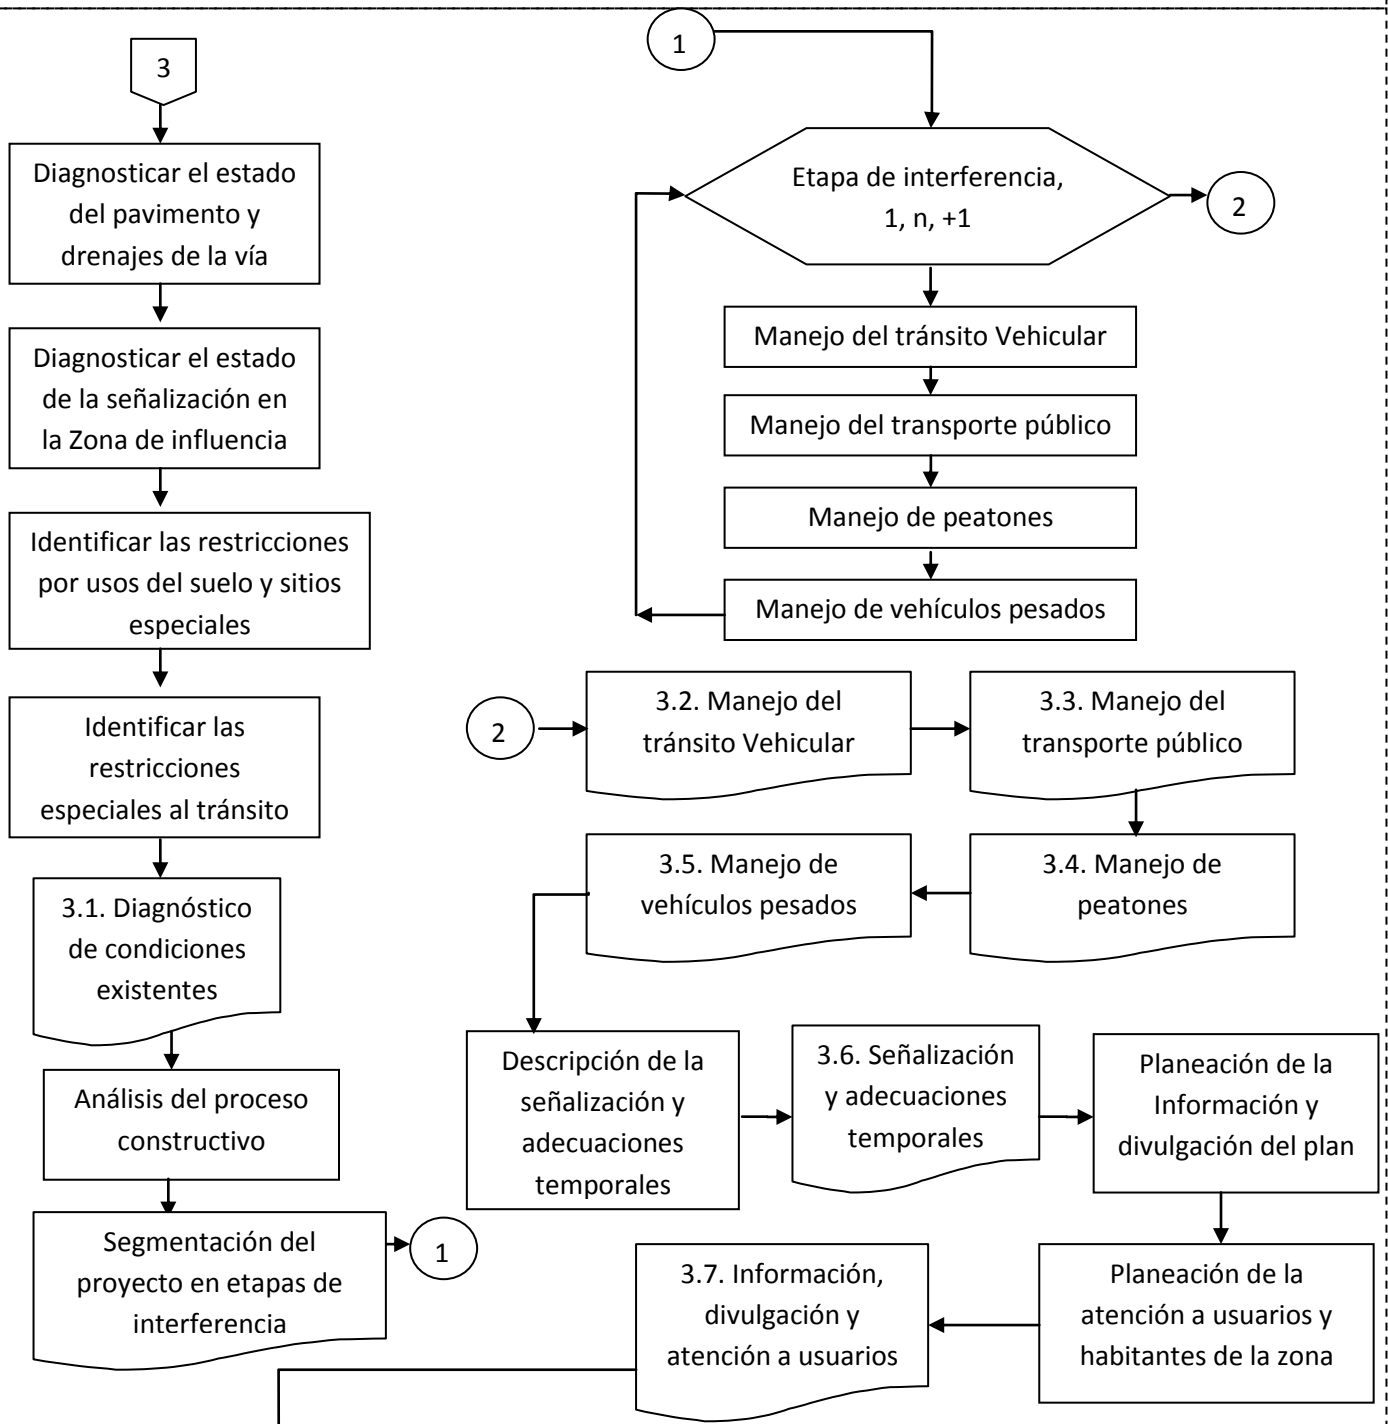 3
Diagnosticar el estado
del pavimento y
drenajes de la vía
Diagnosticar el estado
de la señalización en
la Zona de influencia
Identificar las restricciones
por usos del suelo y sitios
especiales
Identificar las
restricciones
especiales al tránsito
3.1. Diagnóstico
de condiciones
existentes
Análisis del proceso
constructivo
Segmentación del
proyecto en etapas de
interferencia
1
1
Etapa de interferencia,
1, n, +1
2
Manejo del tránsito Vehicular
Manejo del transporte público
Manejo de peatones
Manejo de vehículos pesados
2
3.2. Manejo del
tránsito Vehicular
3.3. Manejo del
transporte público
3.4. Manejo de
peatones
3.5. Manejo de
vehículos pesados
Descripción de la
señalización y
adecuaciones
temporales
3.6. Señalización
y adecuaciones
temporales
Planeación de la
Información y
divulgación del plan
Planeación de la
atención a usuarios y
habitantes de la zona
3.7. Información,
divulgación y
atención a usuarios